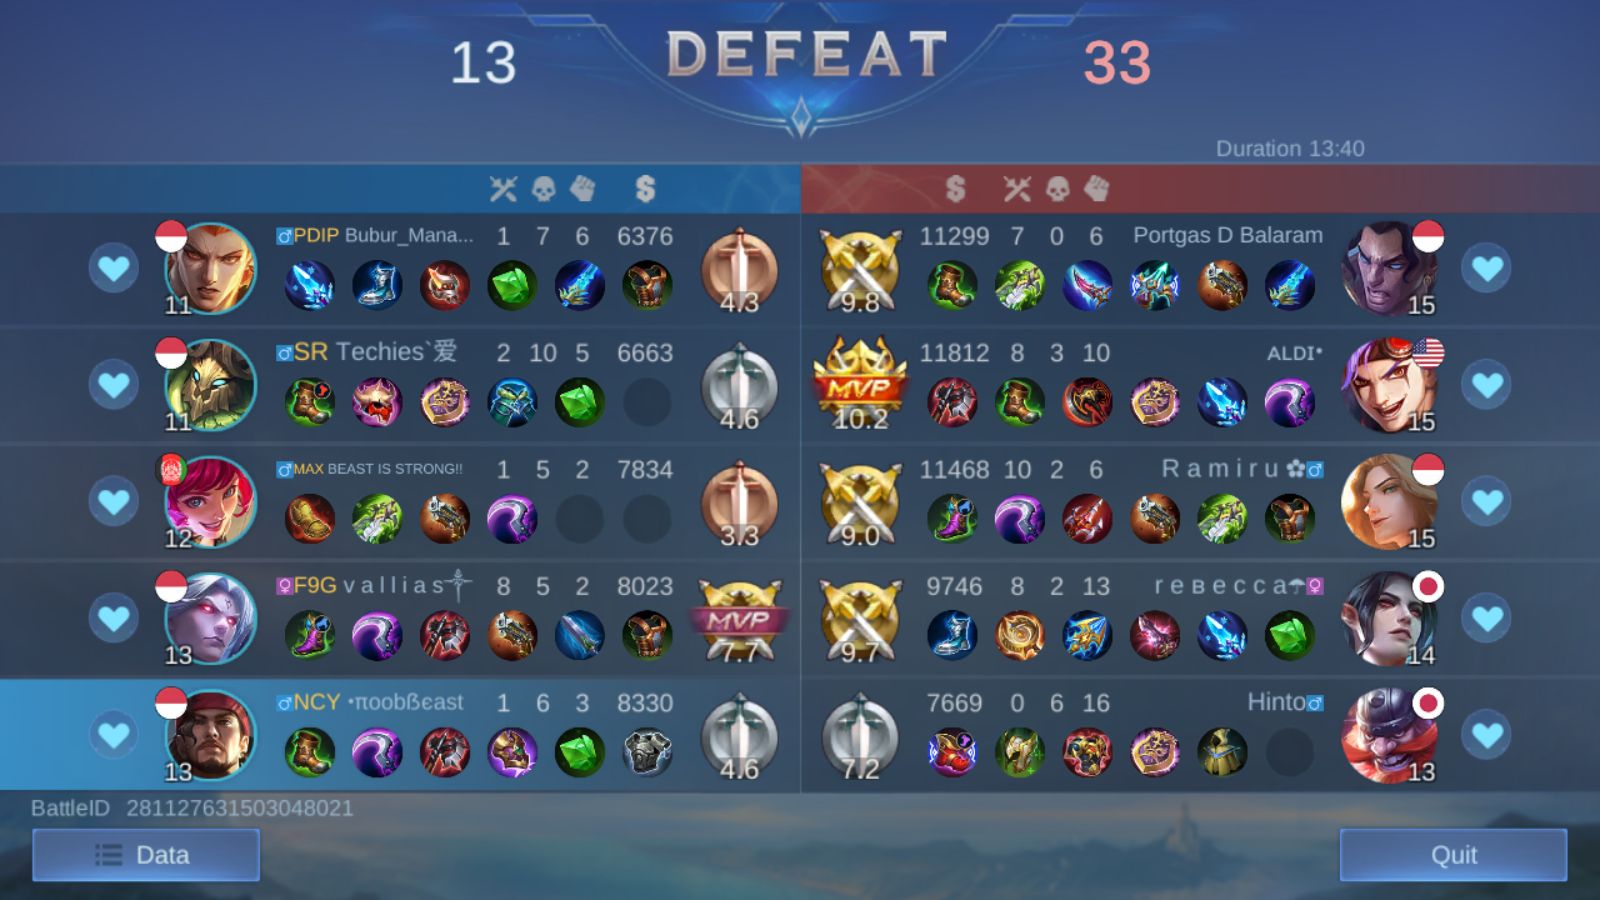 13 DEFEAT 33
Duration 13:40
PDIP Bubur_Mana... 1 7 6 6376
11 4.3
11299 7 0 6 Portgas D Balaram
9.8 15
SR Techies`爱 2 10 5 6663
11 4.6
11812 8 3 10 ALDI*
MVP
10.2 15
MAX BEAST IS STRONG!! 1 5 2 7834
12 3.3
11468 10 2 6 Ramiru✿
9.0 15
F9G vallias⸸ 8 5 2 8023
MVP
13 7.7
9746 8 2 13 reвecca☂
9.7 14
NCY •πoobßєast 1 6 3 8330
13 4.6
7669 0 6 16 Hinto
7.2 13
BattleID 281127631503048021
Data
Quit